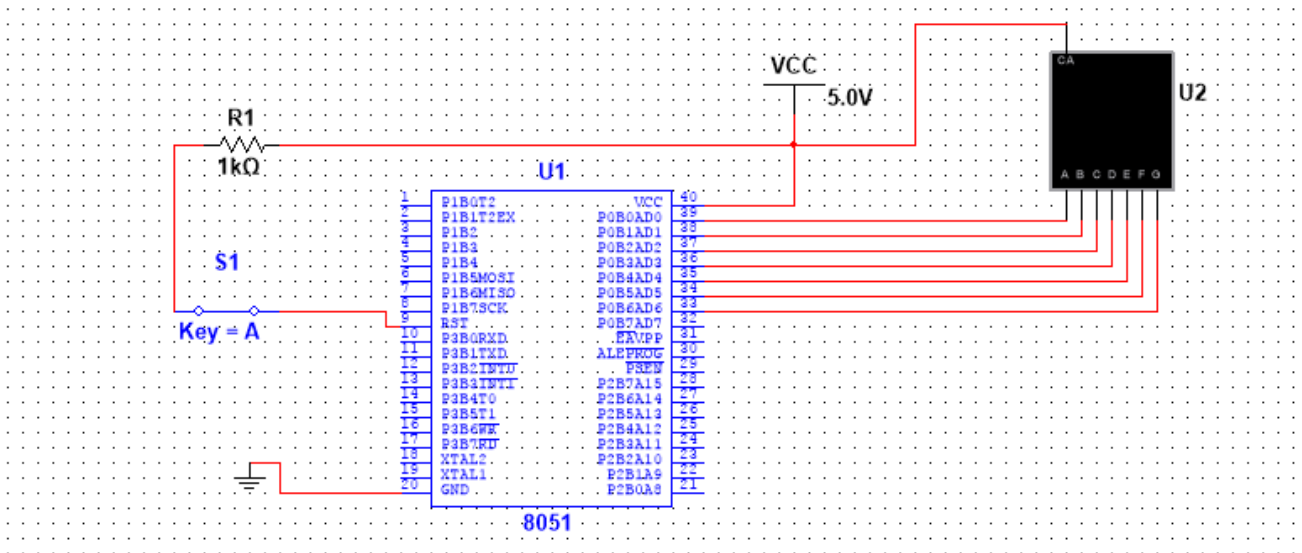 VCC
5.0V
CA
U2
A B C D E F G
R1
1kΩ
S1
Key = A
U1
1 P1B0T2
2 P1B1T2EX
3 P1B2
4 P1B3
5 P1B4
6 P1B5MOSI
7 P1B6MISO
8 P1B7SCK
9 RST
10 P3B0RXD
11 P3B1TXD
12 P3B2INT0
13 P3B3INT1
14 P3B4T0
15 P3B5T1
16 P3B6WR
17 P3B7RD
18 XTAL2
19 XTAL1
20 GND
VCC 40
P0B0AD0 39
P0B1AD1 38
P0B2AD2 37
P0B3AD3 36
P0B4AD4 35
P0B5AD5 34
P0B6AD6 33
P0B7AD7 32
EAVPP 31
ALEPROG 30
PSEN 29
P2B7A15 28
P2B6A14 27
P2B5A13 26
P2B4A12 25
P2B3A11 24
P2B2A10 23
P2B1A9 22
P2B0A8 21
8051